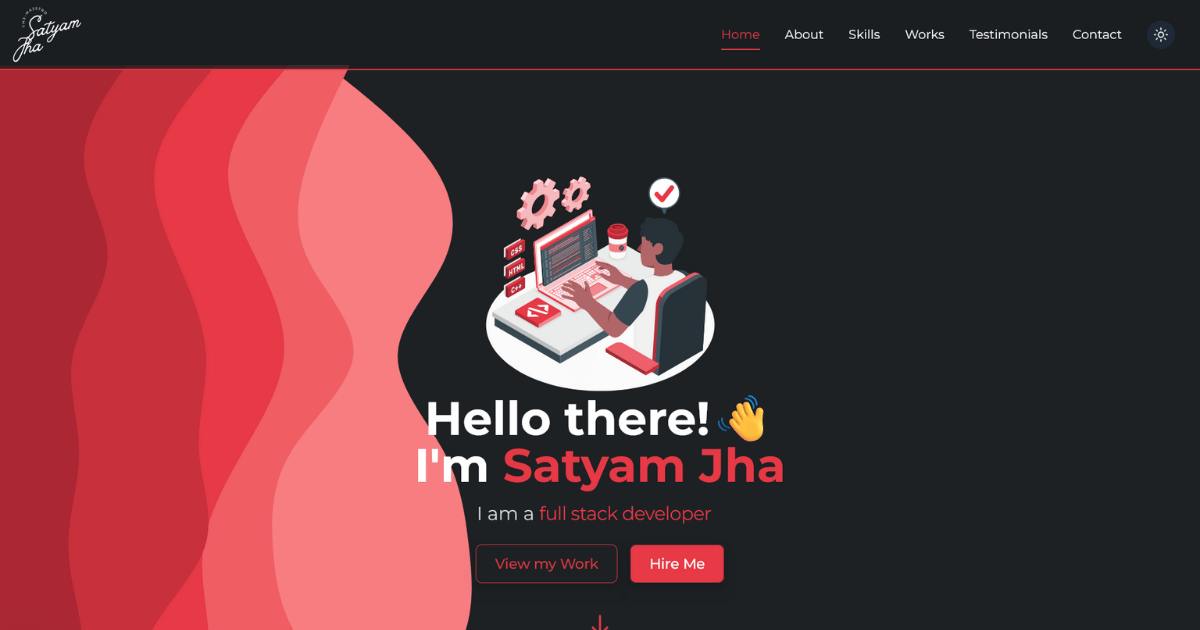 THE MAESTRO
Satyam
Jha
Home About Skills Works Testimonials Contact
CSS
HTML
C++
Hello there! 👋
I'm Satyam Jha
I am a full stack developer
View my Work Hire Me